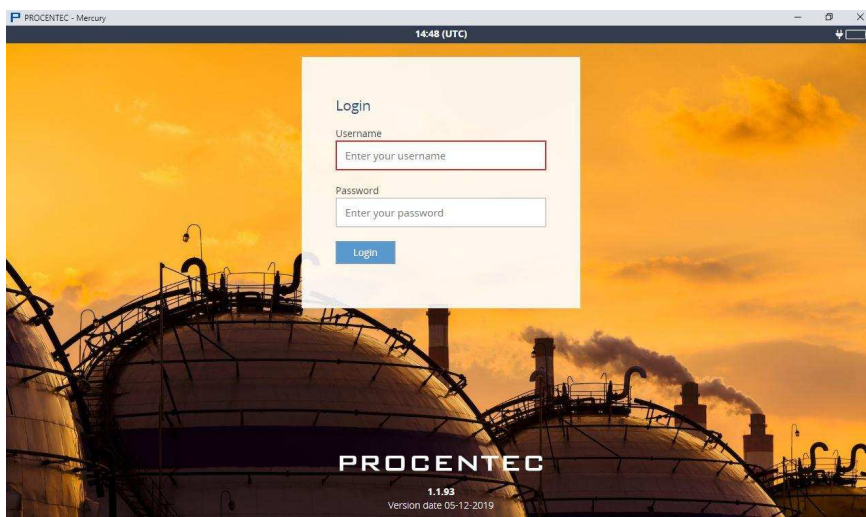 PROCENTEC - Mercury
14:48 (UTC)
Login
Username
Enter your username
Password
Enter your password
Login
PROCENTEC
1.1.93
Version date 05-12-2019